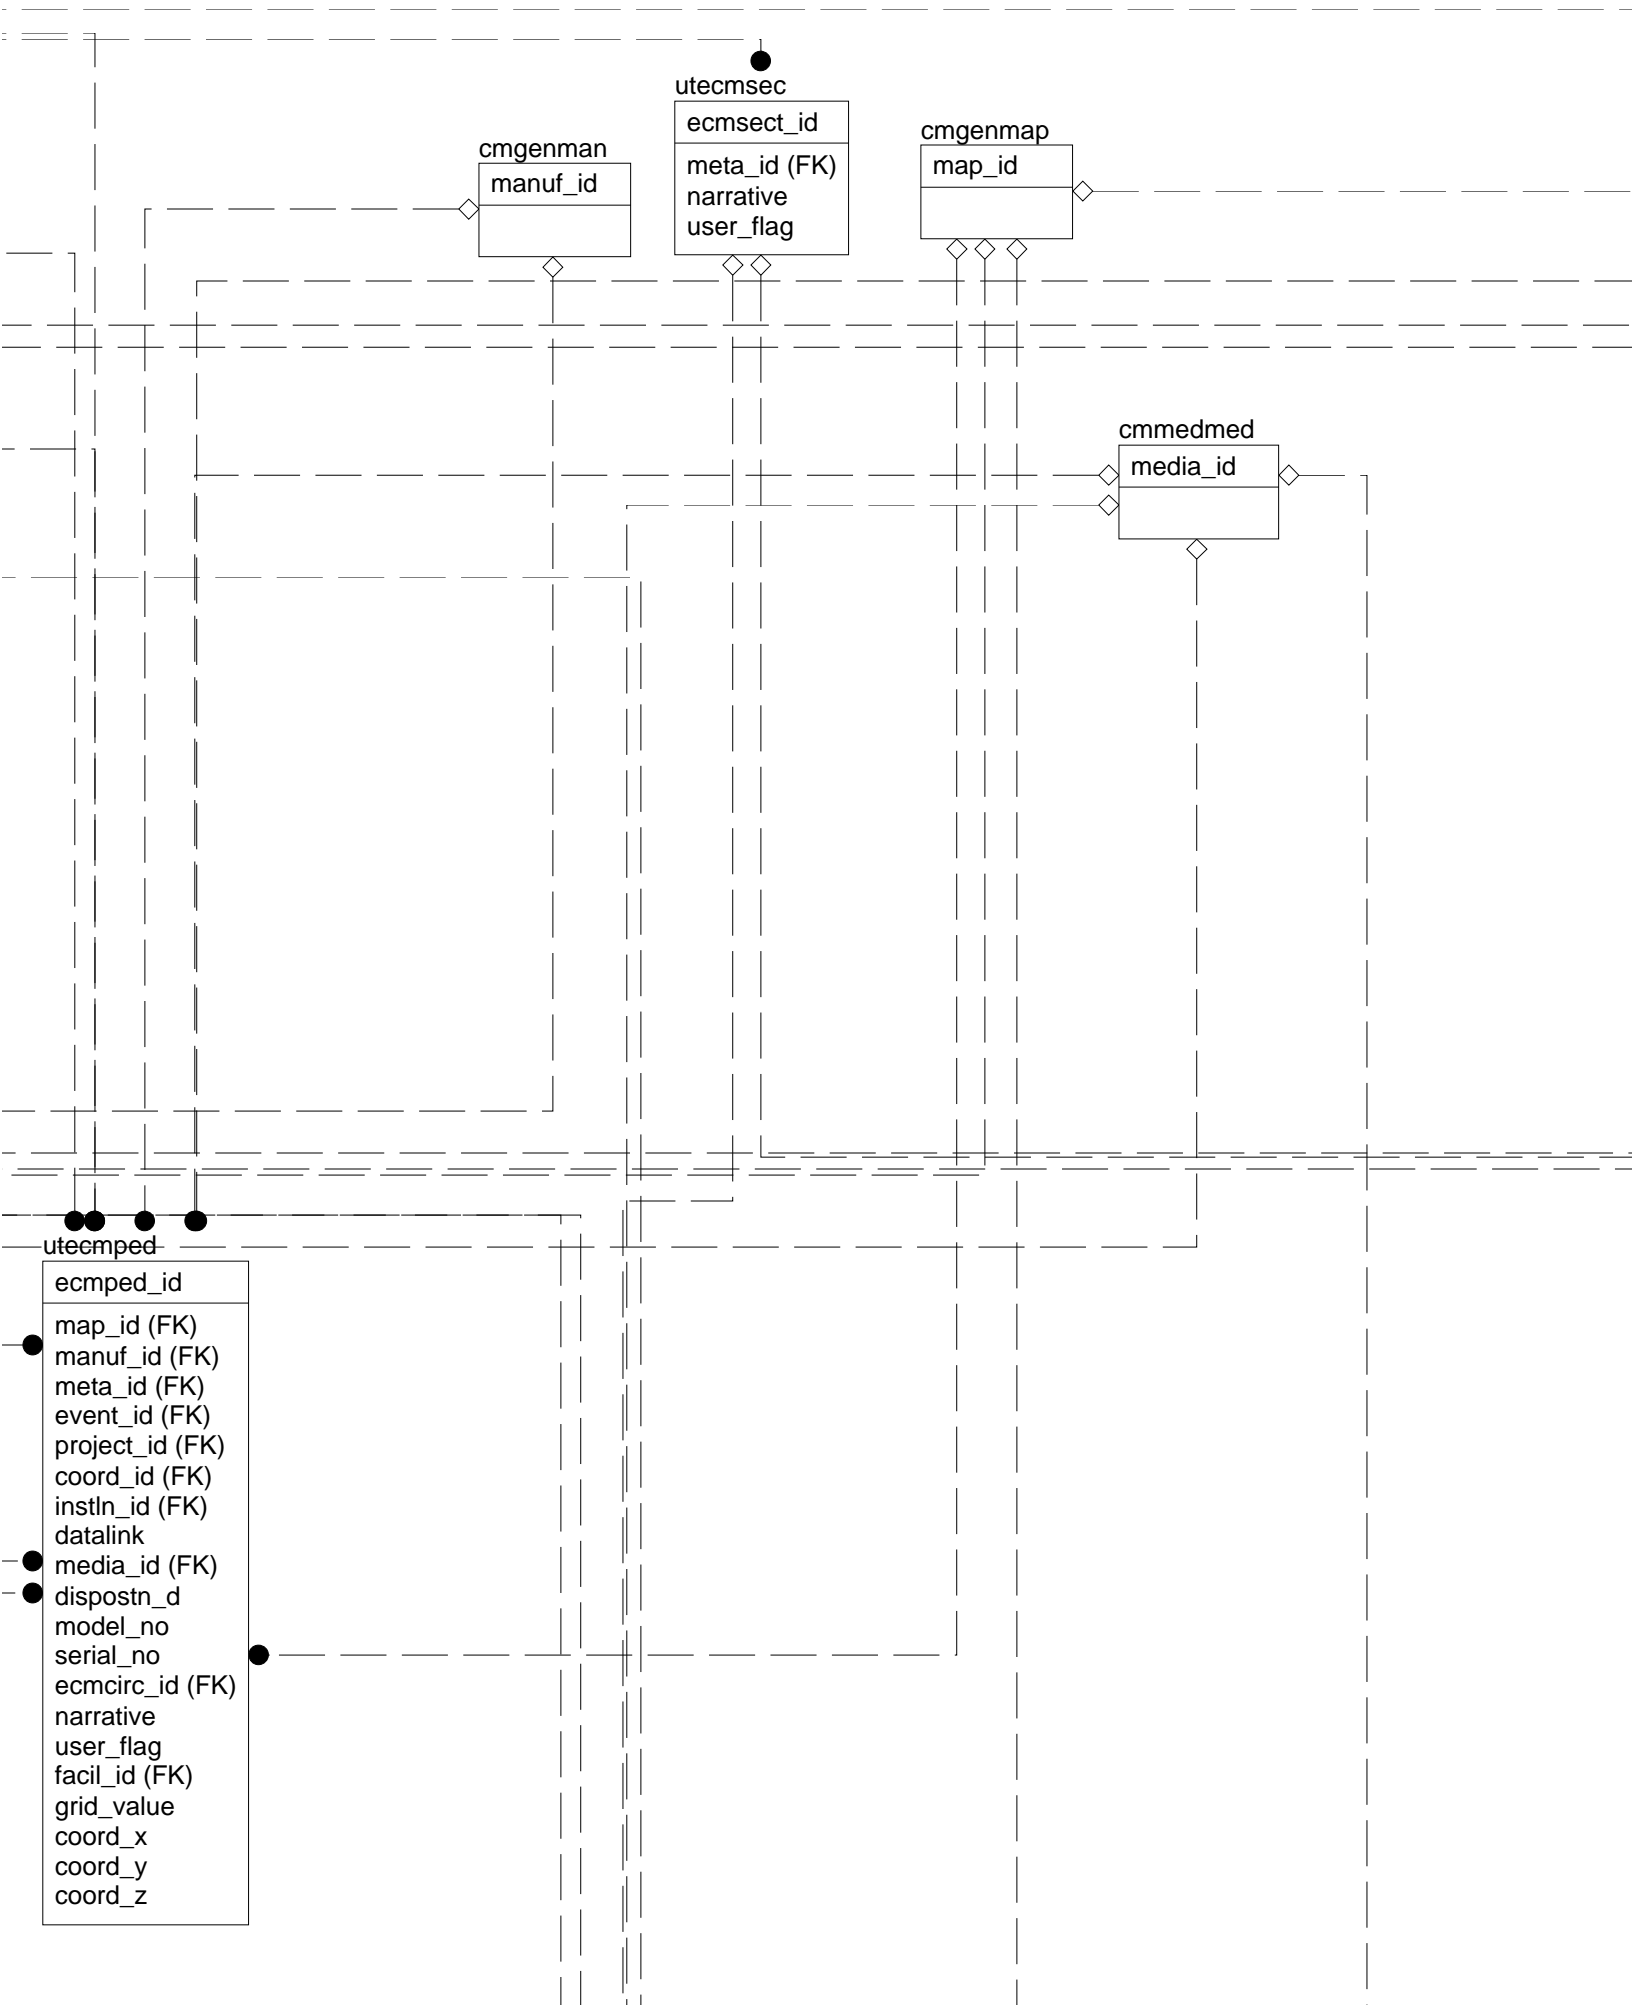 utecmsec
ecmsect_id
meta_id (FK)
narrative
user_flag
cmgenmap
map_id
cmgenman
manuf_id
cmmedmed
media_id
utecmped
ecmped_id
map_id (FK)
manuf_id (FK)
meta_id (FK)
event_id (FK)
project_id (FK)
coord_id (FK)
instln_id (FK)
datalink
media_id (FK)
dispostn_d
model_no
serial_no
ecmcirc_id (FK)
narrative
user_flag
facil_id (FK)
grid_value
coord_x
coord_y
coord_z